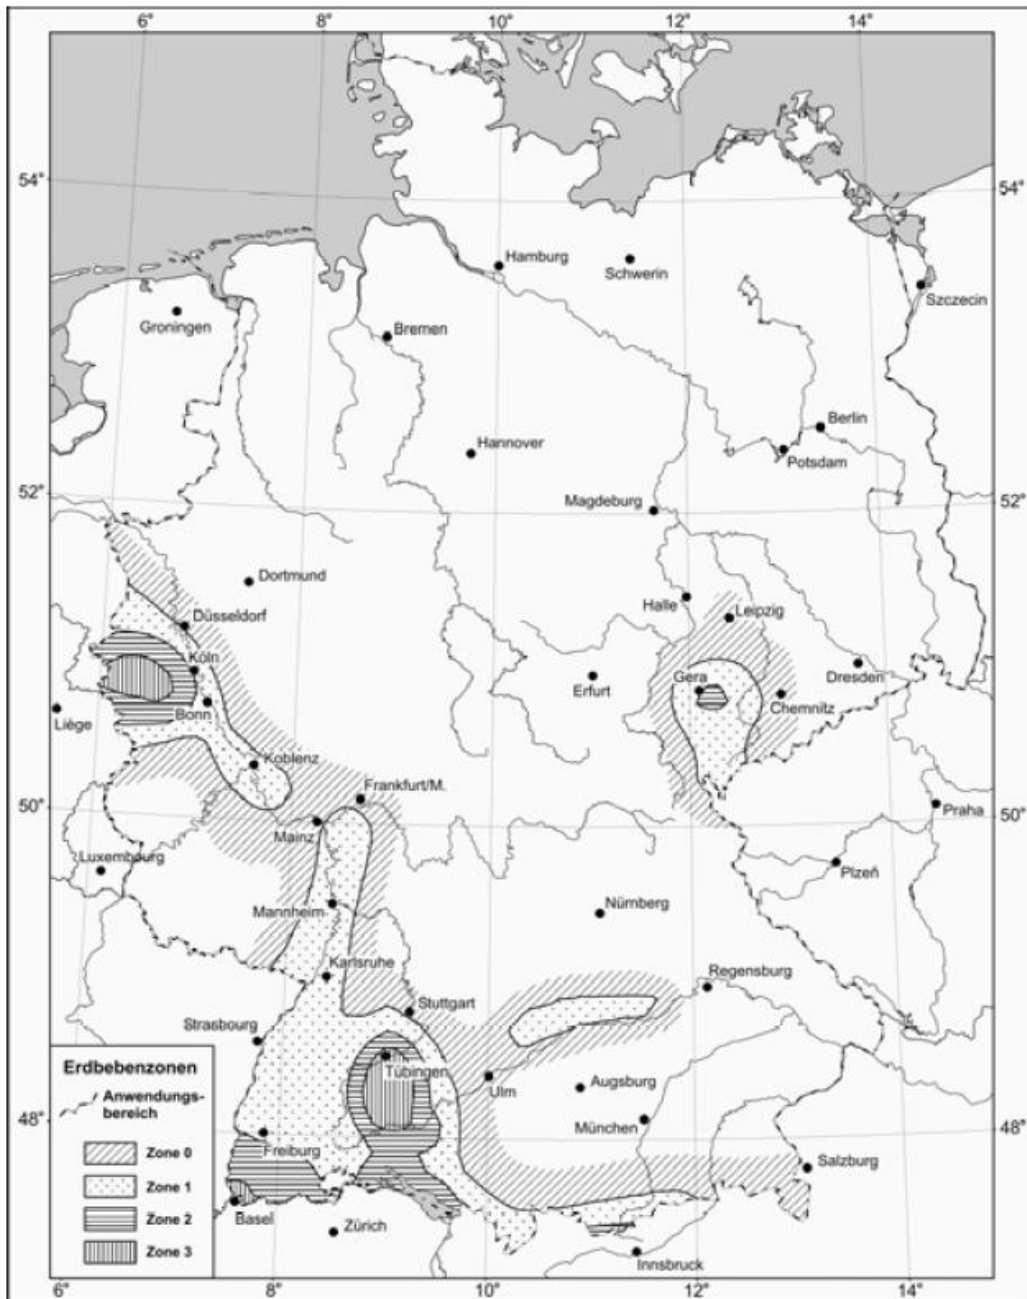 6°
8°
10°
12°
14°
54°
54°
Hamburg
Schwerin
Szczecin
Groningen
Bremen
Berlin
Hannover
Potsdam
52°
Magdeburg
52°
Dortmund
Halle
Leipzig
Düsseldorf
Köln
Erfurt
Gera
Dresden
Chemnitz
Liège
Bonn
Koblenz
Frankfurt/M.
50°
50°
Praha
Mainz
Luxembourg
Plzeň
Mannheim
Nürnberg
Karlsruhe
Regensburg
Stuttgart
Strasbourg
Erdbebenzonen
Anwendungs-
bereich
Tübingen
Ulm
Augsburg
48°
München
48°
Zone 0
Freiburg
Salzburg
Zone 1
Zone 2
Basel
Zürich
Zone 3
Innsbruck
6°
8°
10°
12°
14°